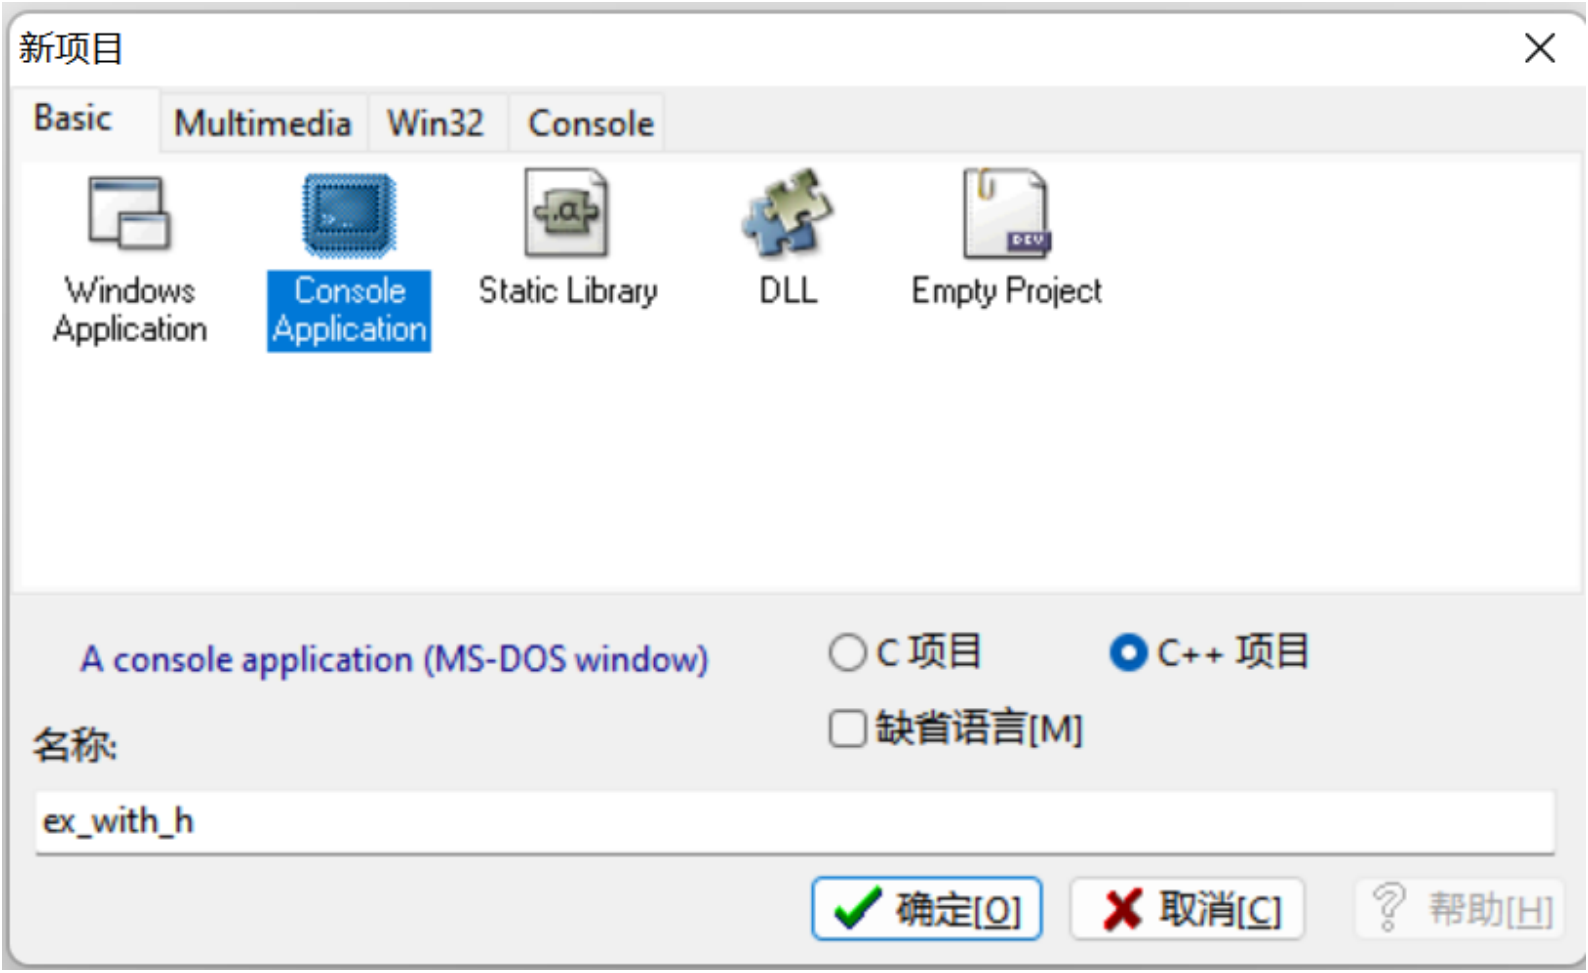 新项目
Basic
Multimedia
Win32
Console
Windows
Application
Console
Application
Static Library
DLL
DEV
Empty Project
A console application (MS-DOS window)
C 项目
C++ 项目
缺省语言[M]
名称:
ex_with_h
确定[O]
取消[C]
帮助[H]